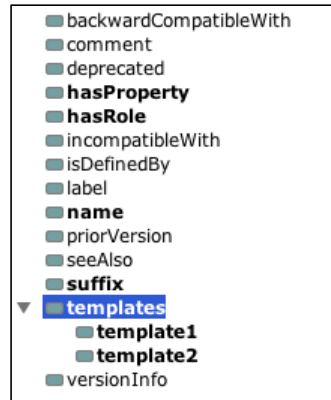 backwardCompatibleWith
comment
deprecated
hasProperty
hasRole
incompatibleWith
isDefinedBy
label
name
priorVersion
seeAlso
suffix
templates
template1
template2
versionInfo